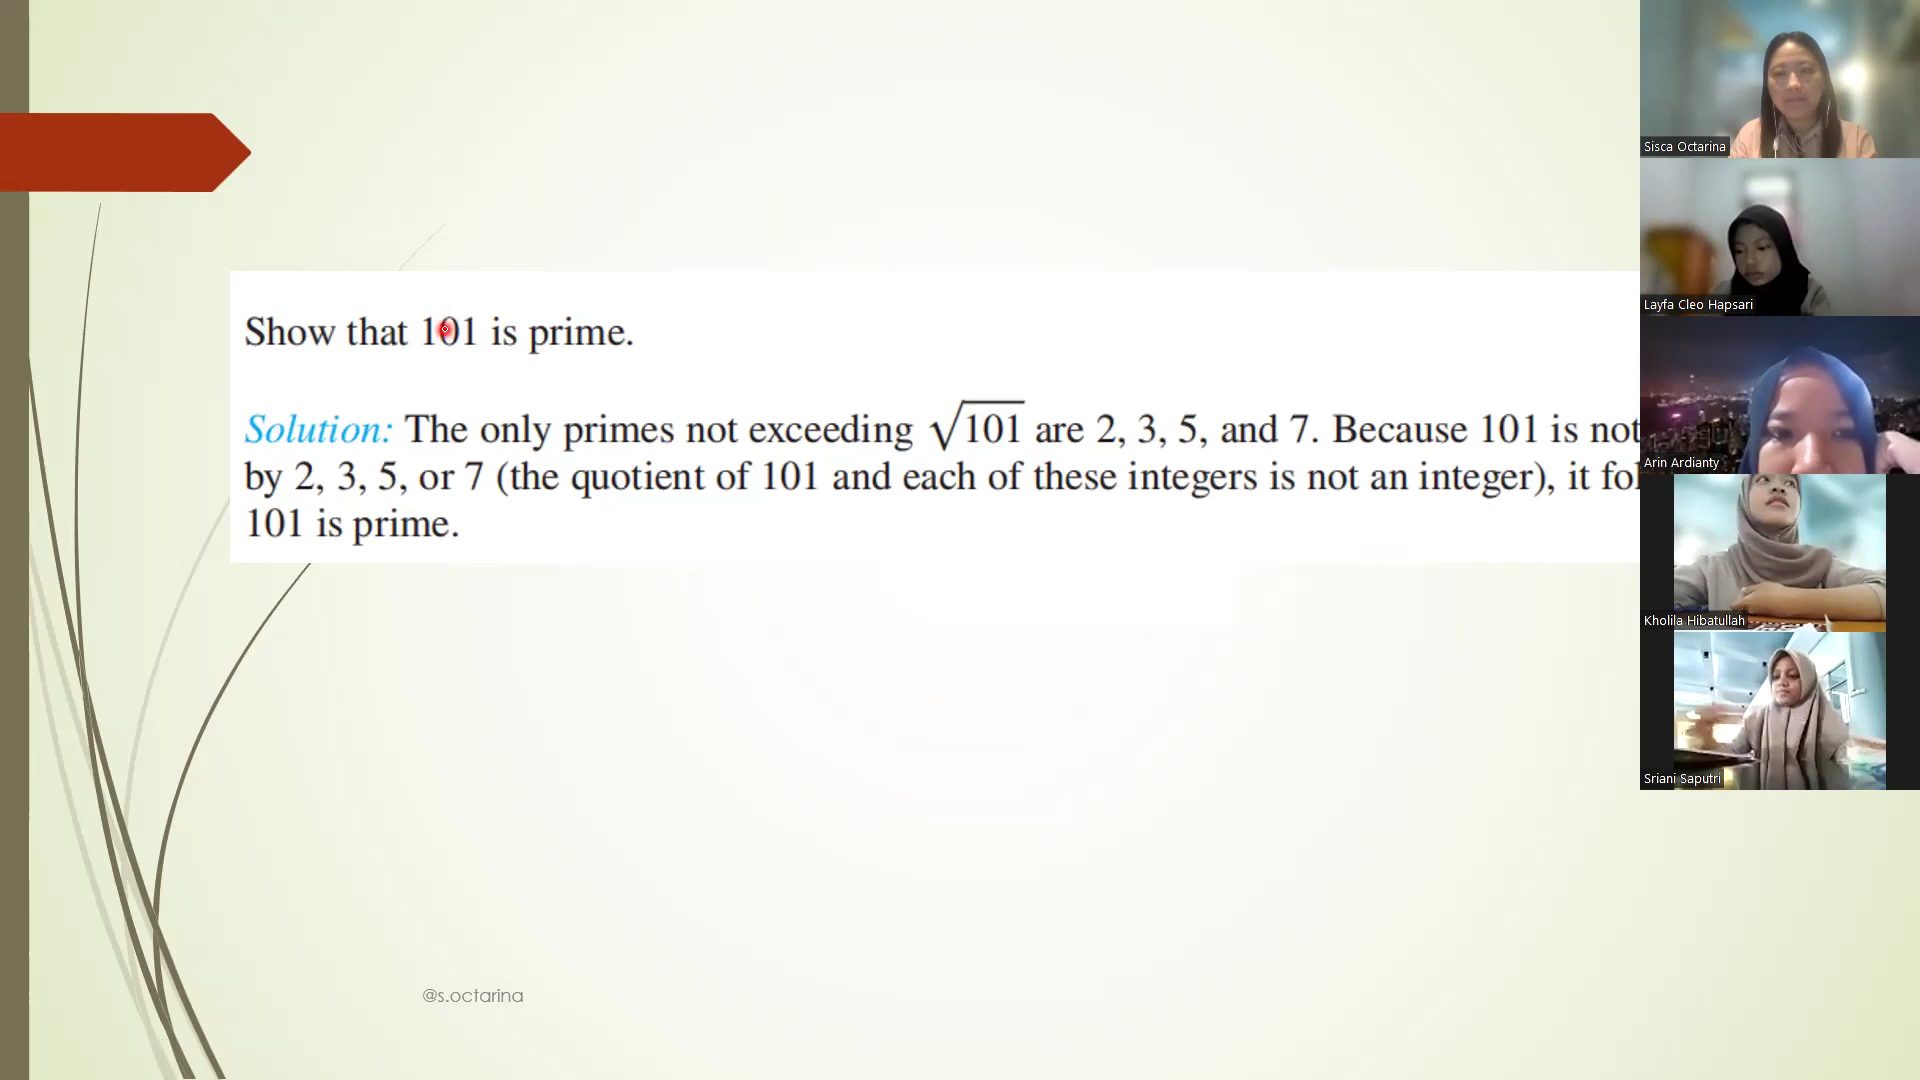 Show that 101 is prime.
Solution: The only primes not exceeding √101 are 2, 3, 5, and 7. Because 101 is not
by 2, 3, 5, or 7 (the quotient of 101 and each of these integers is not an integer), it
101 is prime.
@s.octarina
Sisca Octarina
Layfa Cleo Hapsari
Arin Ardianty
Kholila Hibatullah
Sriani Saputri